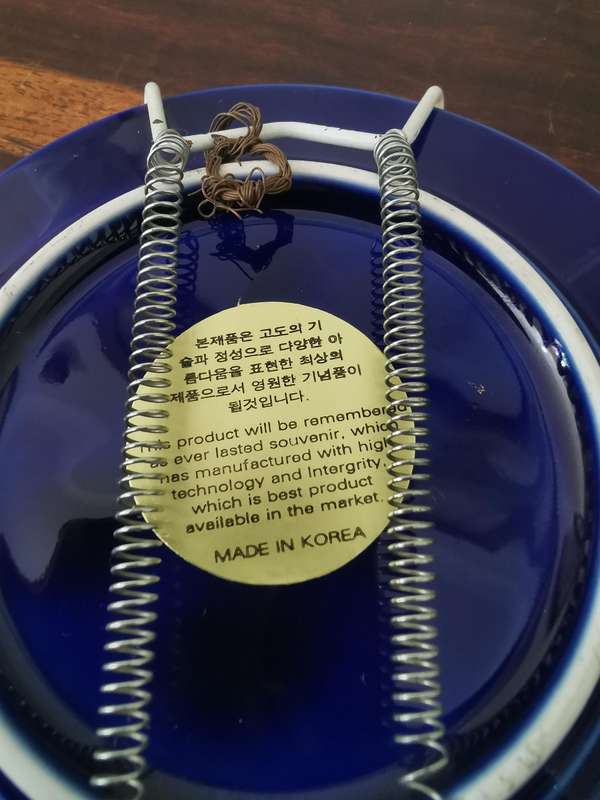 본제품은 고도의 기
술과 정성으로 다양한 아
름다움을 표현한 최상의
제품으로서 영원한 기념품이
될것입니다.
This product will be remembered
as ever lasted souvenir, which
has manufactured with high
technology and Intergrity,
which is best product
available in the market.
MADE IN KOREA